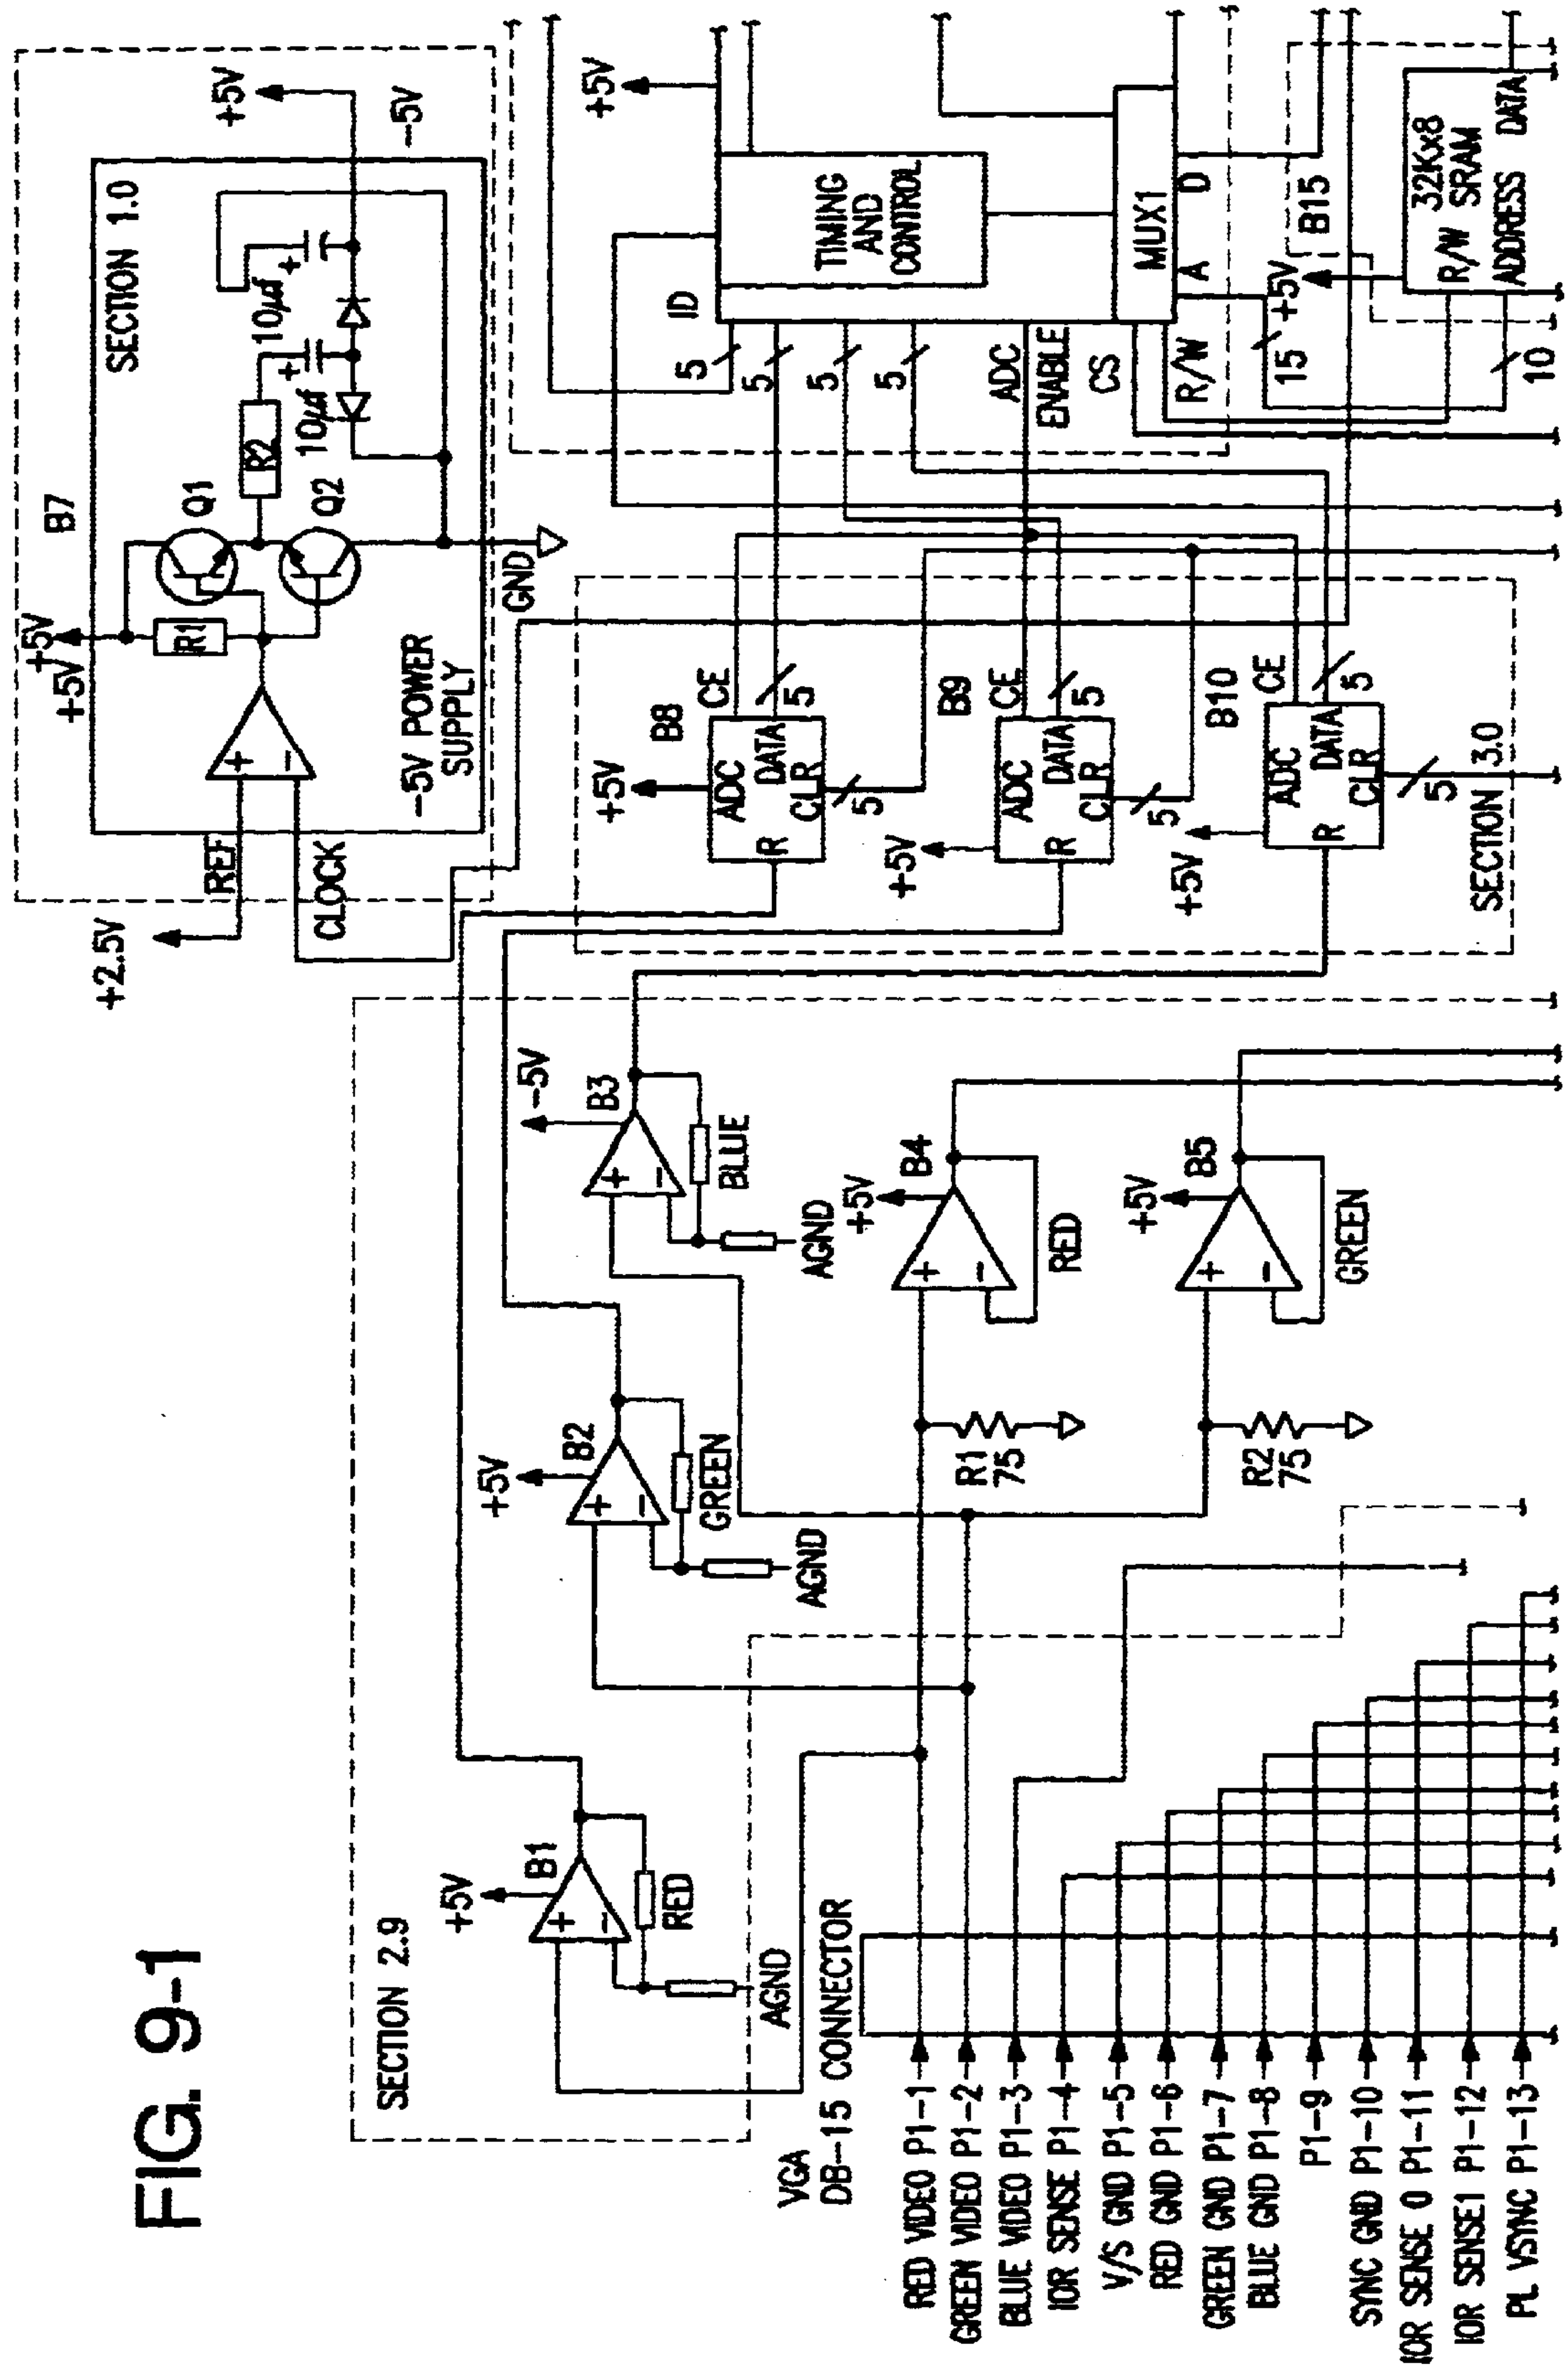 FIG. 9-1
SECTION 1.0
B7
+5V
+5V
R1
Q1
Q2
R2
10µf
10µf
+
+
+5V
-5V
+
-
-5V POWER
SUPPLY
REF
CLOCK
+2.5V
GND
SECTION 2.9
+5V
B1
+
-
RED
AGND
+5V
B2
+
-
GREEN
AGND
-5V
B3
+
-
BLUE
AGND
+5V
B4
+
-
RED
R1
75
+5V
B5
+
-
GREEN
R2
75
+5V
B8
ADC
R
DATA
CLR
CE
5
5
+5V
B9
ADC
R
DATA
CLR
CE
5
5
+5V
B10
ADC
R
DATA
CLR
CE
5
5
SECTION 3.0
+5V
TIMING
AND
CONTROL
ID
5
5
5
5
ADC
ENABLE
CS
R/W
MUX1
A
D
15
B15
+5V
32Kx8
R/W SRAM
ADDRESS DATA
10
VGA
DB-15 CONNECTOR
RED VIDEO P1-1
GREEN VIDEO P1-2
BLUE VIDEO P1-3
IOR SENSE P1-4
V/S GND P1-5
RED GND P1-6
GREEN GND P1-7
BLUE GND P1-8
P1-9
SYNC GND P1-10
IOR SENSE 0 P1-11
IOR SENSE1 P1-12
PL VSYNC P1-13